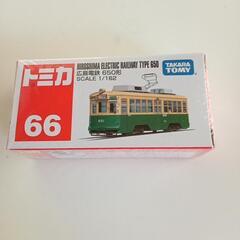 トミカ
66
HIROSHIMA ELECTRIC RAILWAY TYPE 650
広島電鉄 650形
SCALE 1/162
TAKARA
TOMY